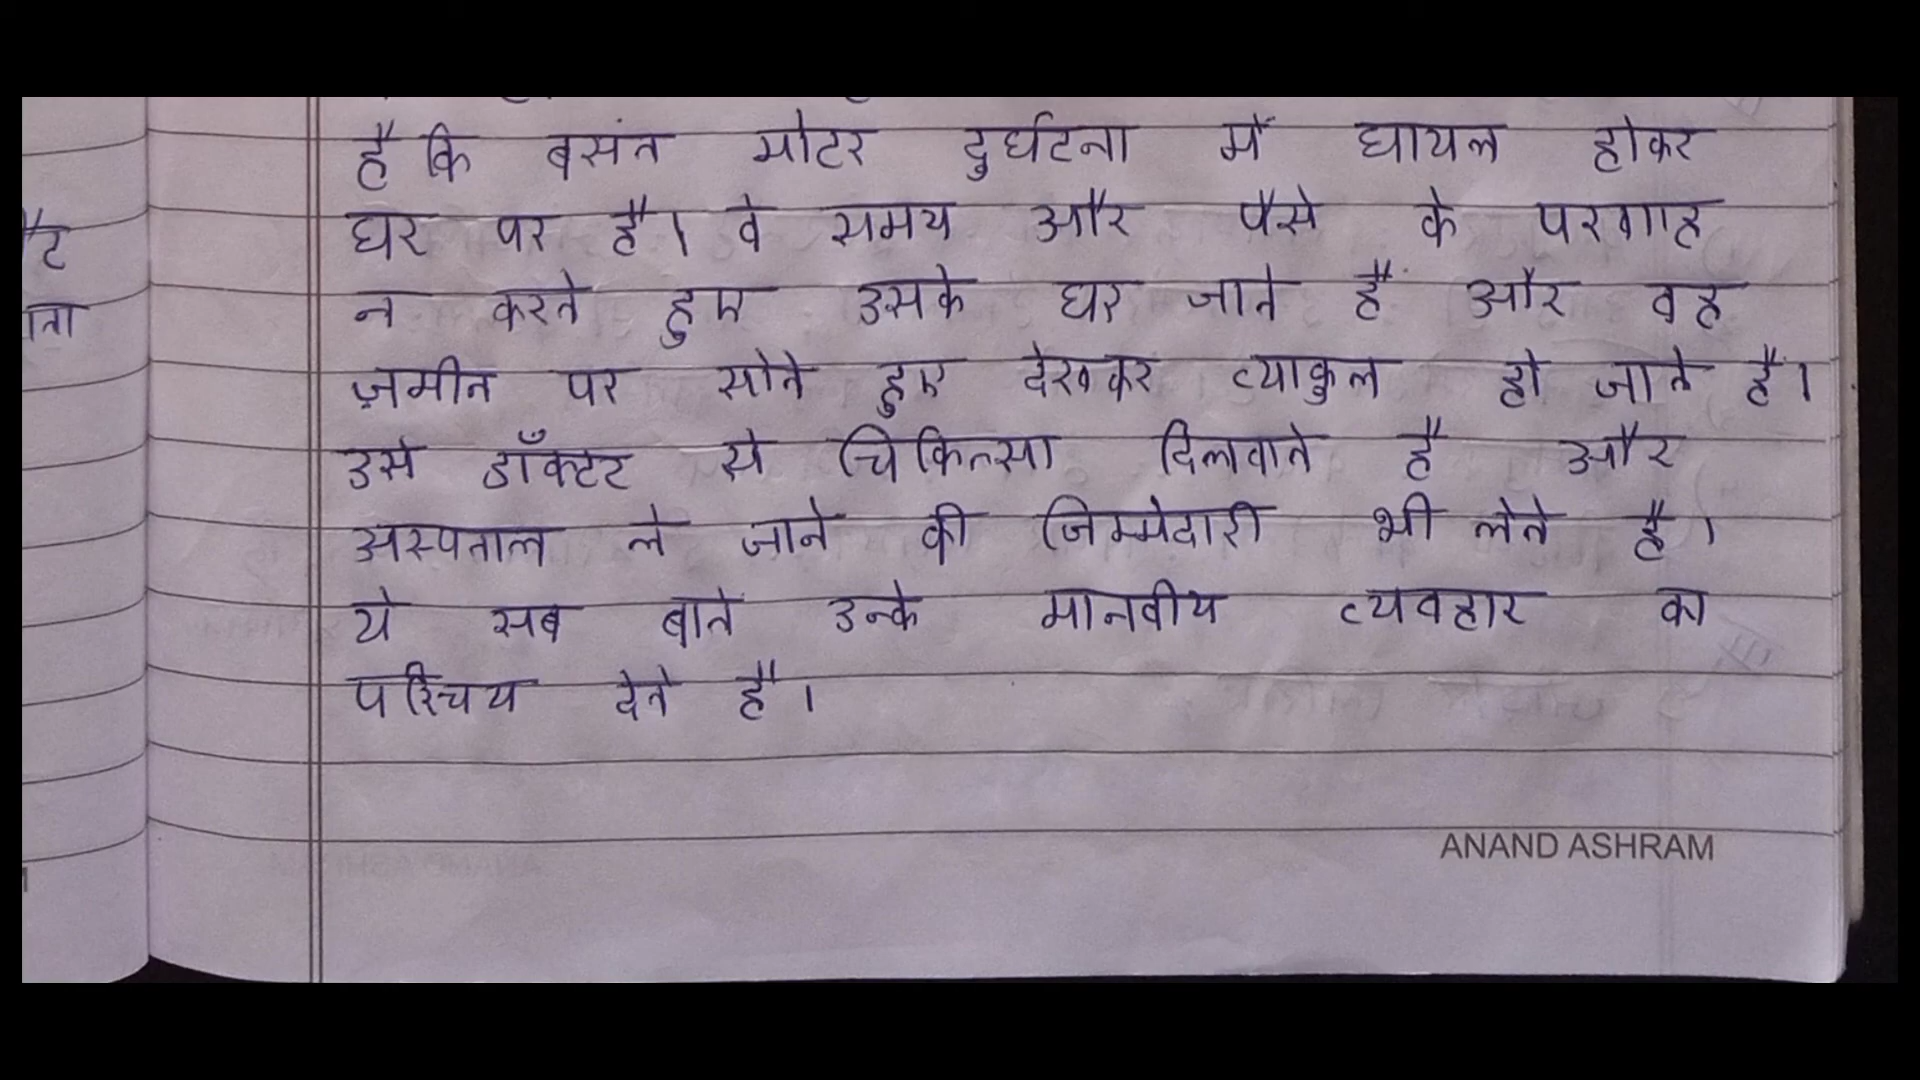 है कि बसंत मोटर दुर्घटना में घायल होकर
घर पर है। वे समय और पैसे के परवाह
न करते हुए उसके घर जाते हैं और वह
ज़मीन पर सोते हुए देखकर व्याकुल हो जाते है।
उसे डॉक्टर से चिकित्सा दिलवाते है और
अस्पताल ले जाने की जिम्मेदारी भी लेते है।
ये सब बाते उनके मानवीय व्यवहार का
परिचय देते है।
ANAND ASHRAM